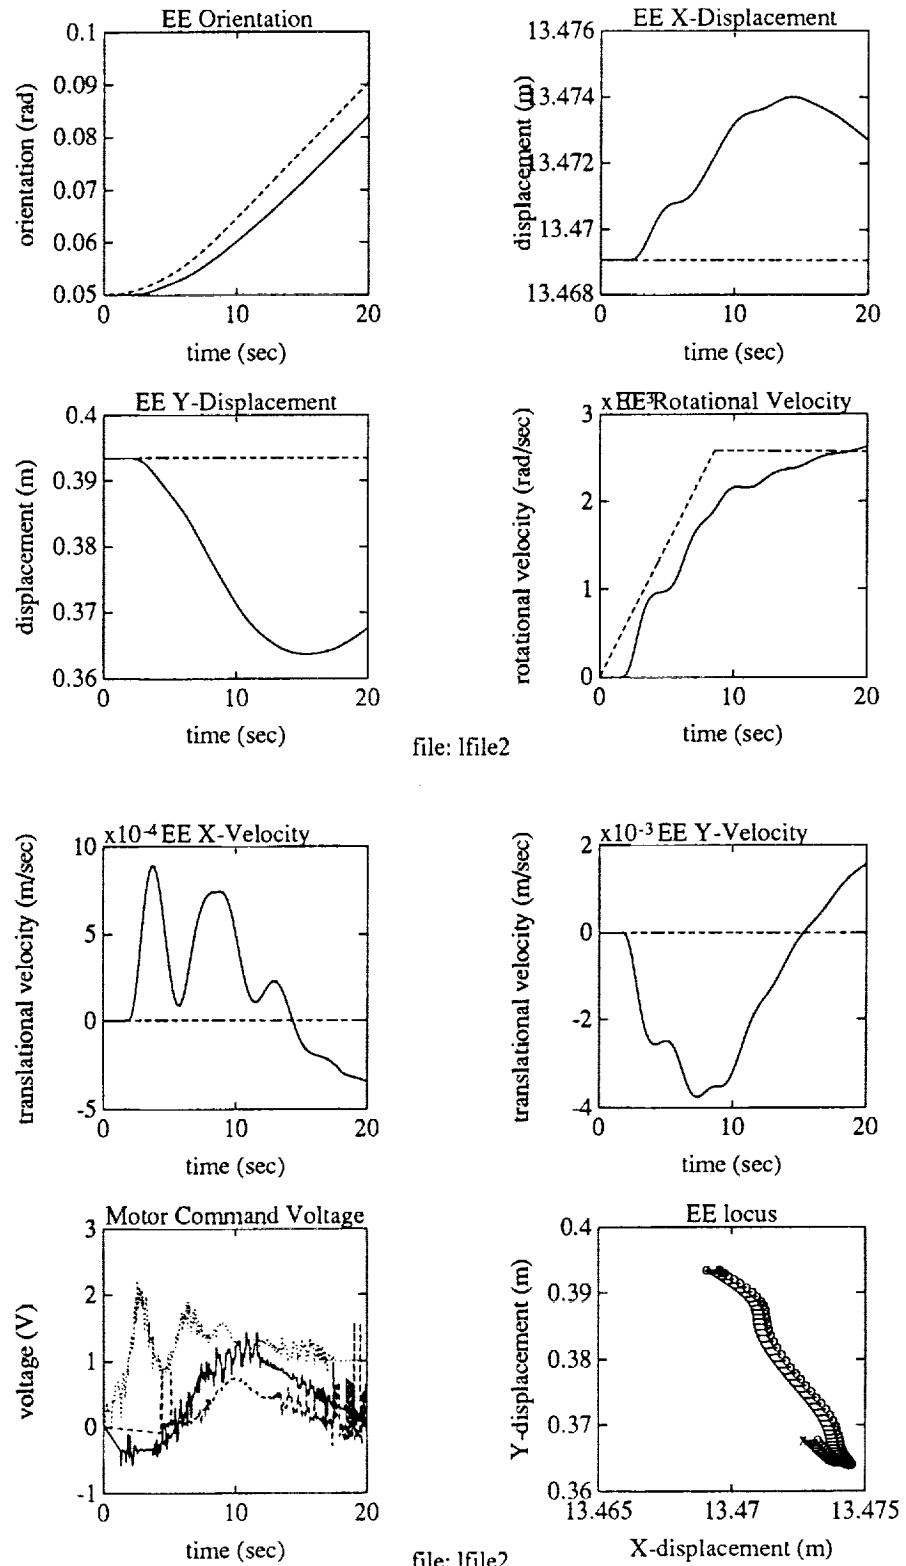 EE Orientation
0.1
0.09
0.08
0.07
0.06
0.05
0 10 20
orientation (rad)
time (sec)
EE X-Displacement
13.476
13.474
13.472
13.47
13.468
0 10 20
displacement (m)
time (sec)
EE Y-Displacement
0.4
0.39
0.38
0.37
0.36
0 10 20
displacement (m)
time (sec)
EE Rotational Velocity
3
2
1
0
0 10 20
rotational velocity (rad/sec)
time (sec)
file: lfile2
x10-4 EE X-Velocity
10
5
0
-5
0 10 20
translational velocity (m/sec)
time (sec)
x10-3 EE Y-Velocity
2
0
-2
-4
0 10 20
translational velocity (m/sec)
time (sec)
Motor Command Voltage
3
2
1
0
-1
0 10 20
voltage (V)
time (sec)
EE locus
0.4
0.39
0.38
0.37
0.36
13.465 13.47 13.475
Y-displacement (m)
X-displacement (m)
file: lfile2